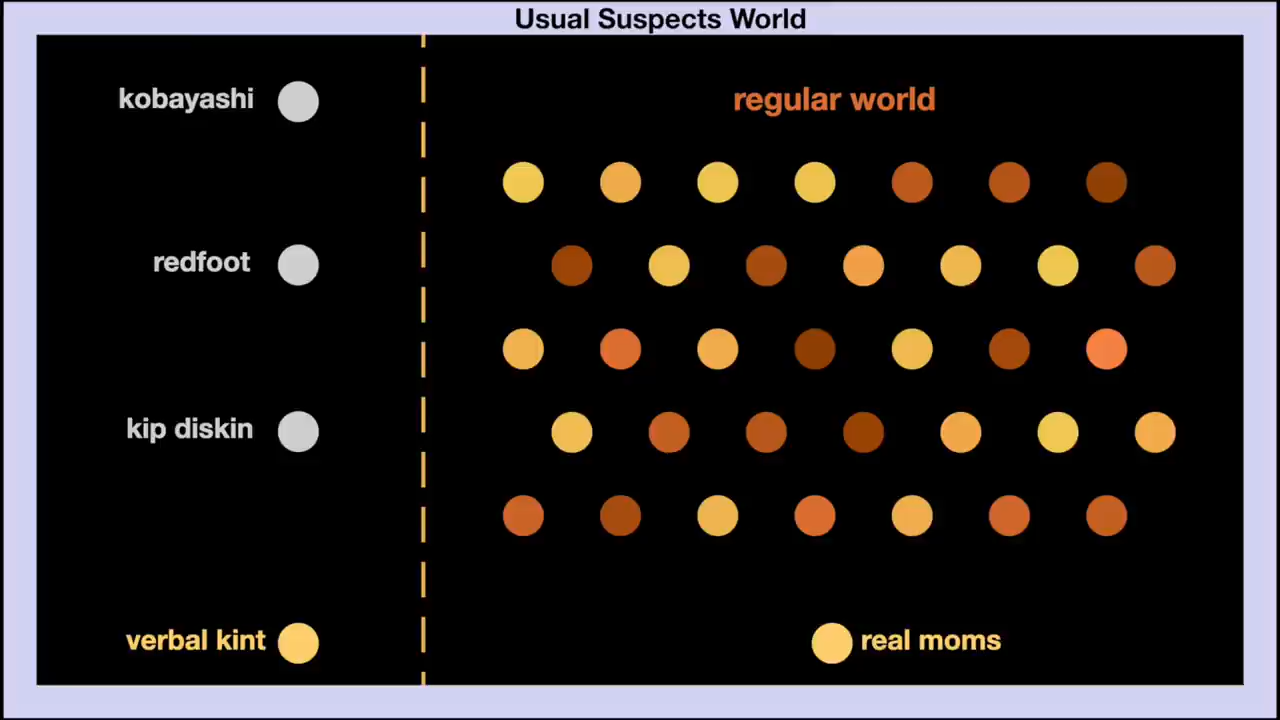 Usual Suspects World
kobayashi
regular world
redfoot
kip diskin
verbal kint
real moms